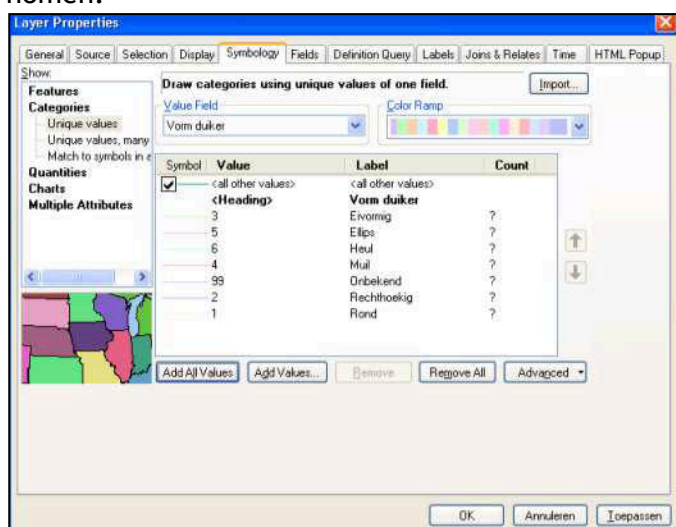 nomen.
Layer Properties
General Source Selection Display Symbology Fields Definition Query Labels Joins & Relates Time HTML Popup
Show:
Features
Categories
Unique values
Unique values, many
Match to symbols in a
Quantities
Charts
Multiple Attributes
Draw categories using unique values of one field.
Import...
Value Field
Color Ramp
Vorm duiker
Symbol Value Label Count
<all other values> <all other values>
<Heading> Vorm duiker
3 Eivormig ?
5 Ellips ?
6 Heul ?
4 Muil ?
99 Onbekend ?
2 Rechthoekig ?
1 Rond ?
Add All Values Add Values... Remove Remove All Advanced
OK Annuleren Toepassen